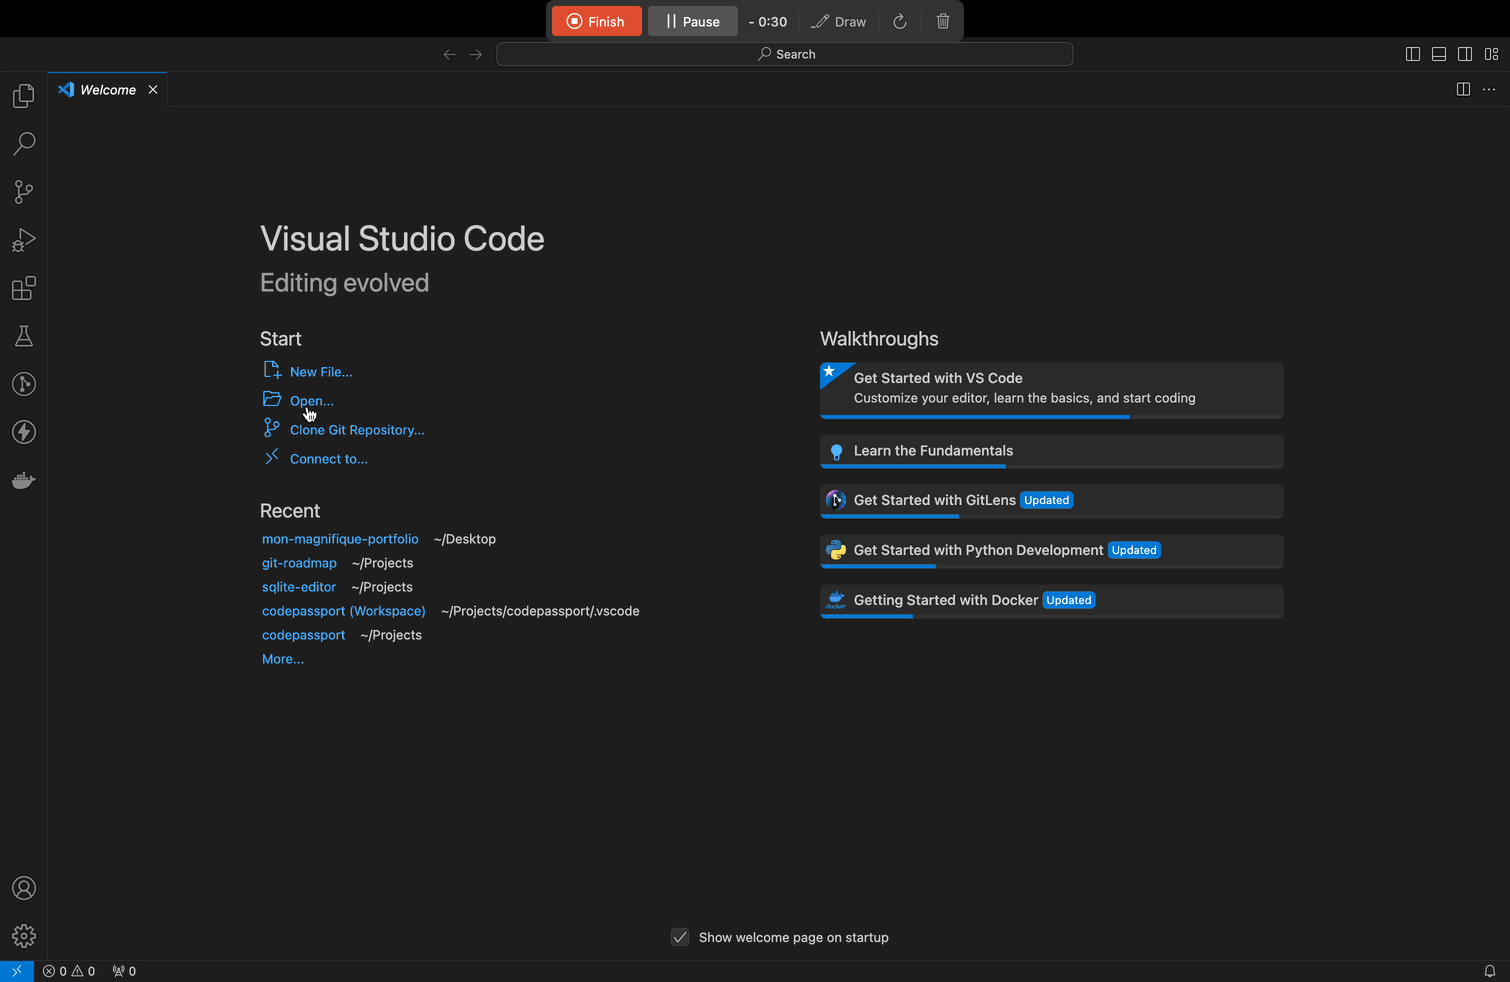 Finish Pause - 0:30 Draw
Search
Welcome
Visual Studio Code
Editing evolved
Start
New File...
Open...
Clone Git Repository...
Connect to...
Recent
mon-magnifique-portfolio ~/Desktop
git-roadmap ~/Projects
sqlite-editor ~/Projects
codepassport (Workspace) ~/Projects/codepassport/.vscode
codepassport ~/Projects
More...
Walkthroughs
Get Started with VS Code
Customize your editor, learn the basics, and start coding
Learn the Fundamentals
Get Started with GitLens Updated
Get Started with Python Development Updated
docker
Getting Started with Docker Updated
Show welcome page on startup
0 0 0